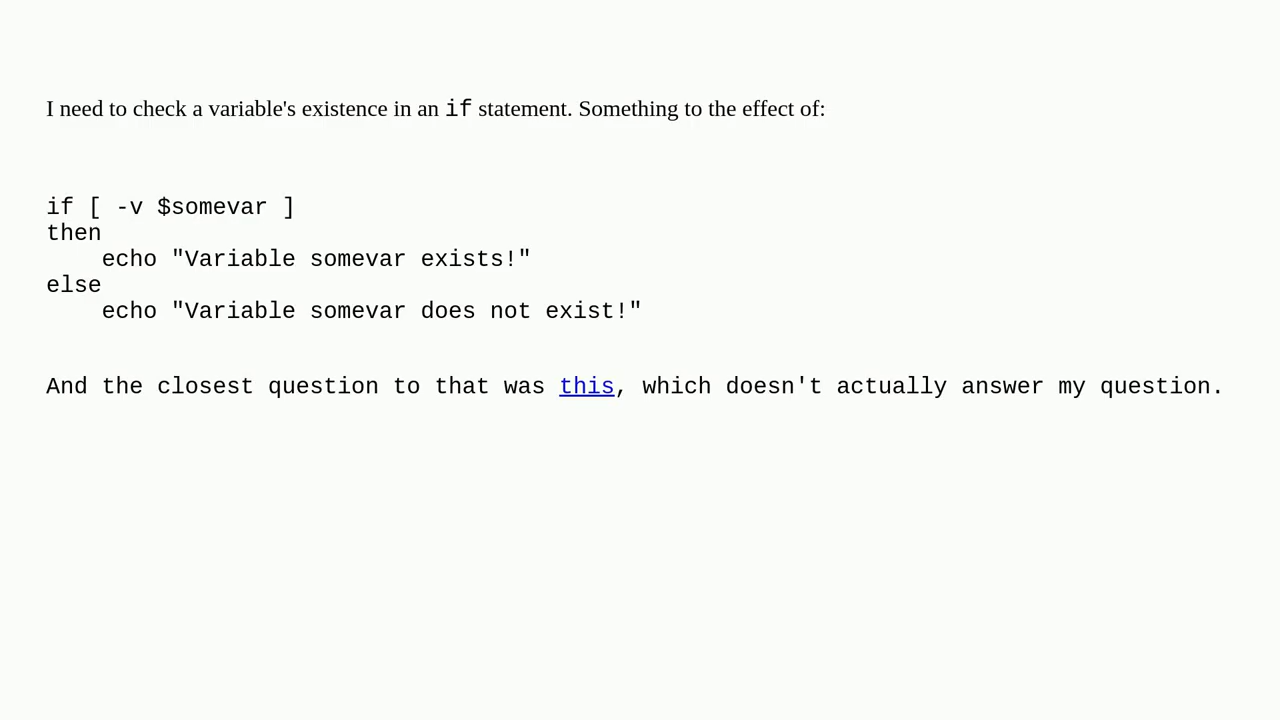 I need to check a variable's existence in an if statement. Something to the effect of:
if [ -v $somevar ]
then
    echo "Variable somevar exists!"
else
    echo "Variable somevar does not exist!"
And the closest question to that was this, which doesn't actually answer my question.